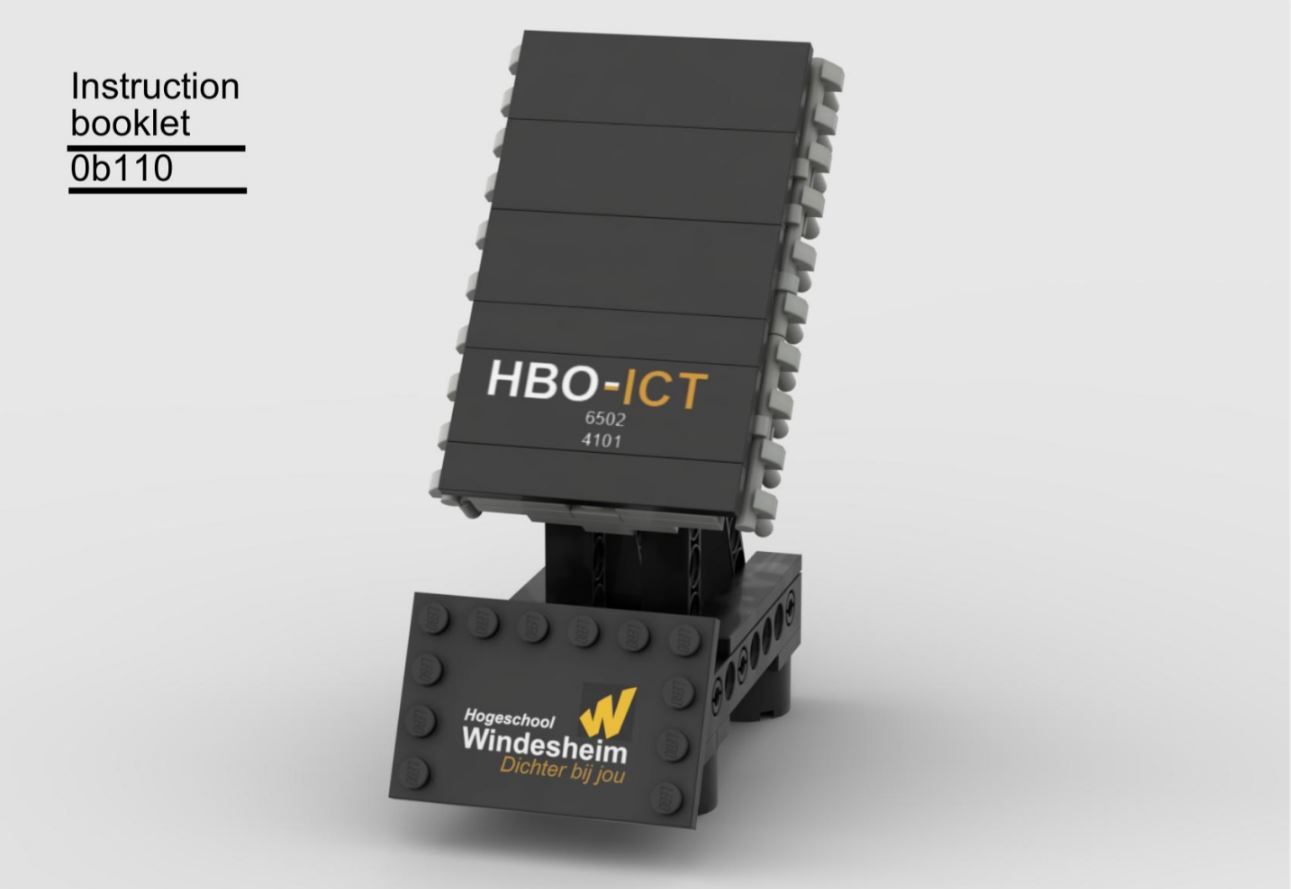 Instruction
booklet
0b110
HBO-ICT
6502
4101
Hogeschool
Windesheim
Dichter bij jou